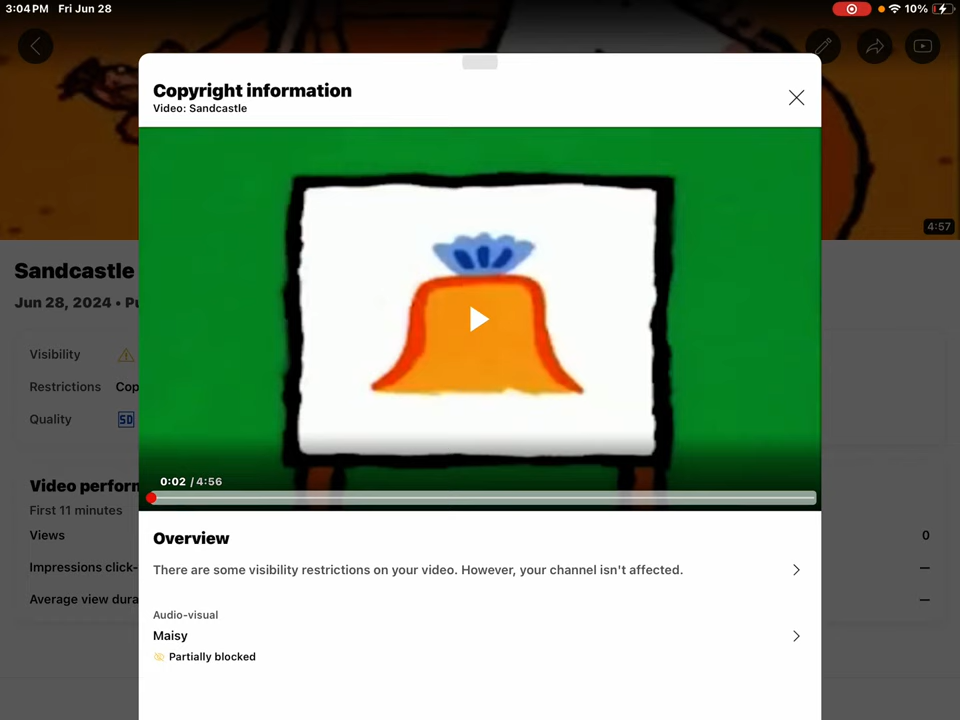 3:04 PM Fri Jun 28
10%
Copyright information
Video: Sandcastle
4:57
0:02 / 4:56
Sandcastle
Jun 28, 2024 • Pu
Visibility
Restrictions Cop
Quality SD
Video perforn
First 11 minutes
Views 0
Impressions click- —
Average view dura —
Overview
There are some visibility restrictions on your video. However, your channel isn't affected.
Audio-visual
Maisy
Partially blocked